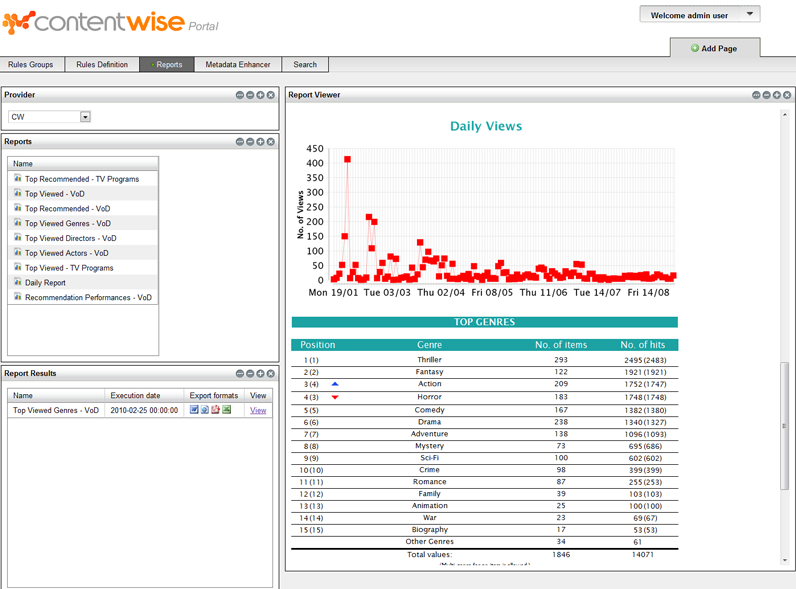 contentwise Portal
Welcome admin user
Add Page
Rules Groups Rules Definition Reports Metadata Enhancer Search
Provider
CW
Reports
Name
Top Recommended - TV Programs
Top Viewed - VoD
Top Recommended - VoD
Top Viewed Genres - VoD
Top Viewed Directors - VoD
Top Viewed Actors - VoD
Top Viewed - TV Programs
Daily Report
Recommendation Performances - VoD
Report Results
Name Execution date Export formats View
Top Viewed Genres - VoD 2010-02-25 00:00:00 View
Report Viewer
Daily Views
No. of Views
450
400
350
300
250
200
150
100
50
0
Mon 19/01 Tue 03/03 Thu 02/04 Fri 08/05 Thu 11/06 Tue 14/07 Fri 14/08
TOP GENRES
Position Genre No. of items No. of hits
1 (1) Thriller 293 2495 (2483)
2 (2) Fantasy 122 1921 (1921)
3 (4) Action 209 1752 (1747)
4 (3) Horror 183 1748 (1748)
5 (5) Comedy 167 1382 (1380)
6 (6) Drama 238 1340 (1327)
7 (7) Adventure 138 1096 (1093)
8 (8) Mystery 73 695 (686)
9 (9) Sci-Fi 100 602 (602)
10 (10) Crime 98 399 (399)
11 (11) Romance 87 255 (253)
12 (12) Family 39 103 (103)
13 (13) Animation 25 100 (100)
14 (14) War 23 69 (67)
15 (15) Biography 17 53 (53)
Other Genres 34 61
Total values: 1846 14071